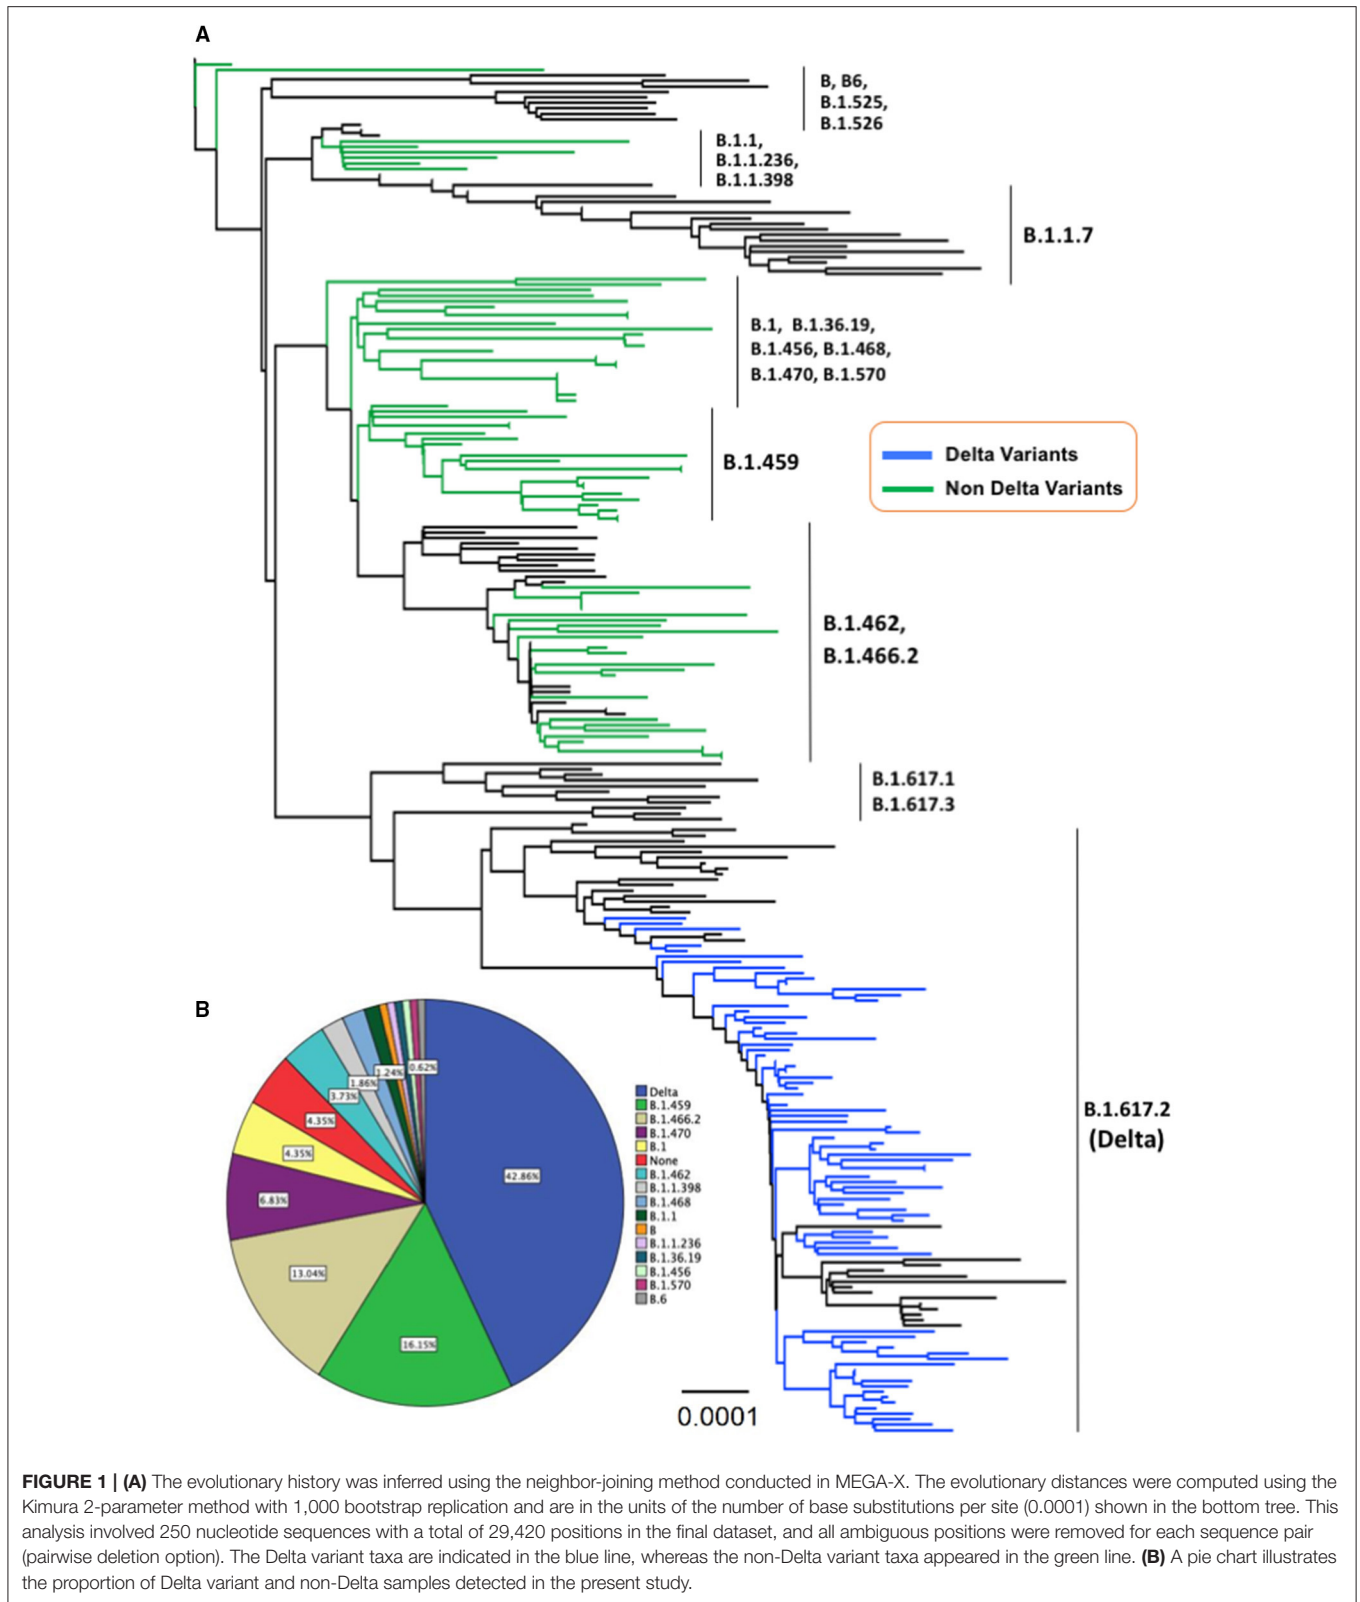 A
B, B6,
B.1.525,
B.1.526
B.1.1,
B.1.1.236,
B.1.1.398
B.1.1.7
B.1, B.1.36.19,
B.1.456, B.1.468,
B.1.470, B.1.570
B.1.459
Delta Variants
Non Delta Variants
B.1.462,
B.1.466.2
B.1.617.1
B.1.617.3
B.1.617.2
(Delta)
B
0.62%
1.24%
1.86%
3.73%
4.35%
4.35%
6.83%
13.04%
16.15%
42.86%
Delta
B.1.459
B.1.466.2
B.1.470
B.1
None
B.1.462
B.1.1.398
B.1.468
B.1.1
B
B.1.1.236
B.1.36.19
B.1.456
B.1.570
B.6
0.0001
FIGURE 1 | (A) The evolutionary history was inferred using the neighbor-joining method conducted in MEGA-X. The evolutionary distances were computed using the
Kimura 2-parameter method with 1,000 bootstrap replication and are in the units of the number of base substitutions per site (0.0001) shown in the bottom tree. This
analysis involved 250 nucleotide sequences with a total of 29,420 positions in the final dataset, and all ambiguous positions were removed for each sequence pair
(pairwise deletion option). The Delta variant taxa are indicated in the blue line, whereas the non-Delta variant taxa appeared in the green line. (B) A pie chart illustrates
the proportion of Delta variant and non-Delta samples detected in the present study.